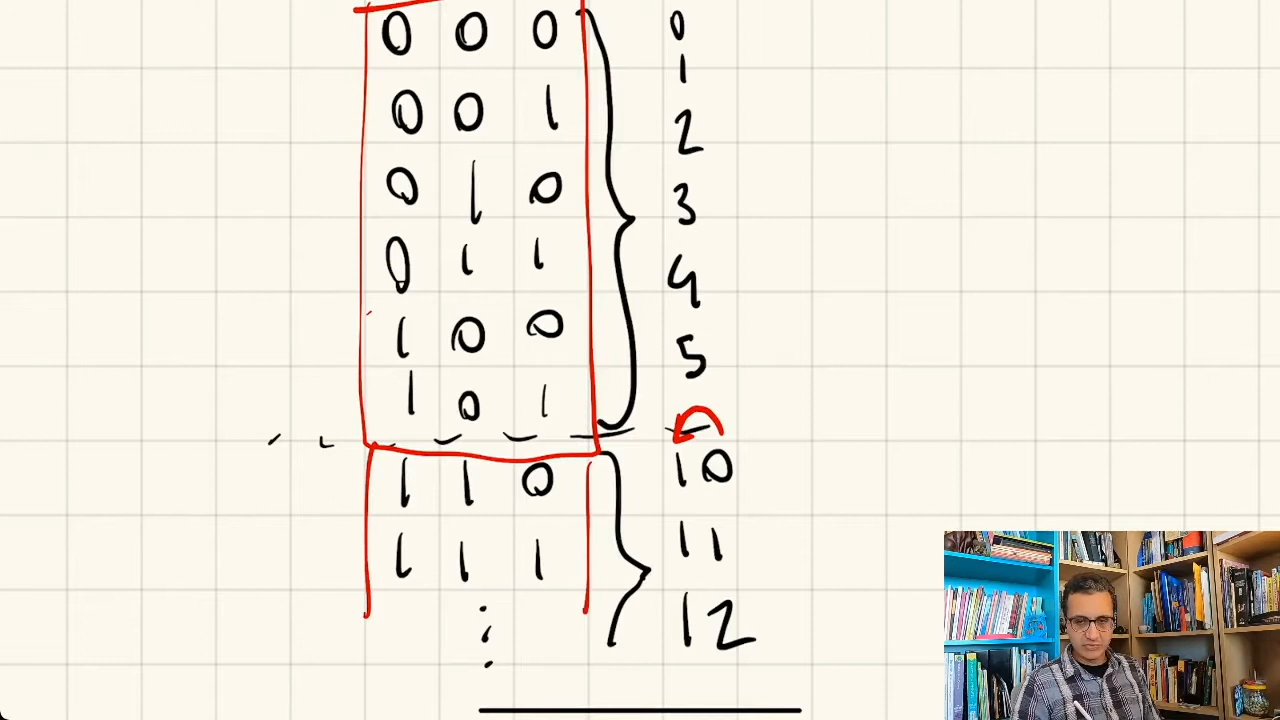 0 0 0 0
0 0 1 1
0 1 0 2
0 1 1 3
1 0 0 4
1 0 1 5
1 1 0 10
1 1 1 11
⋮ 12